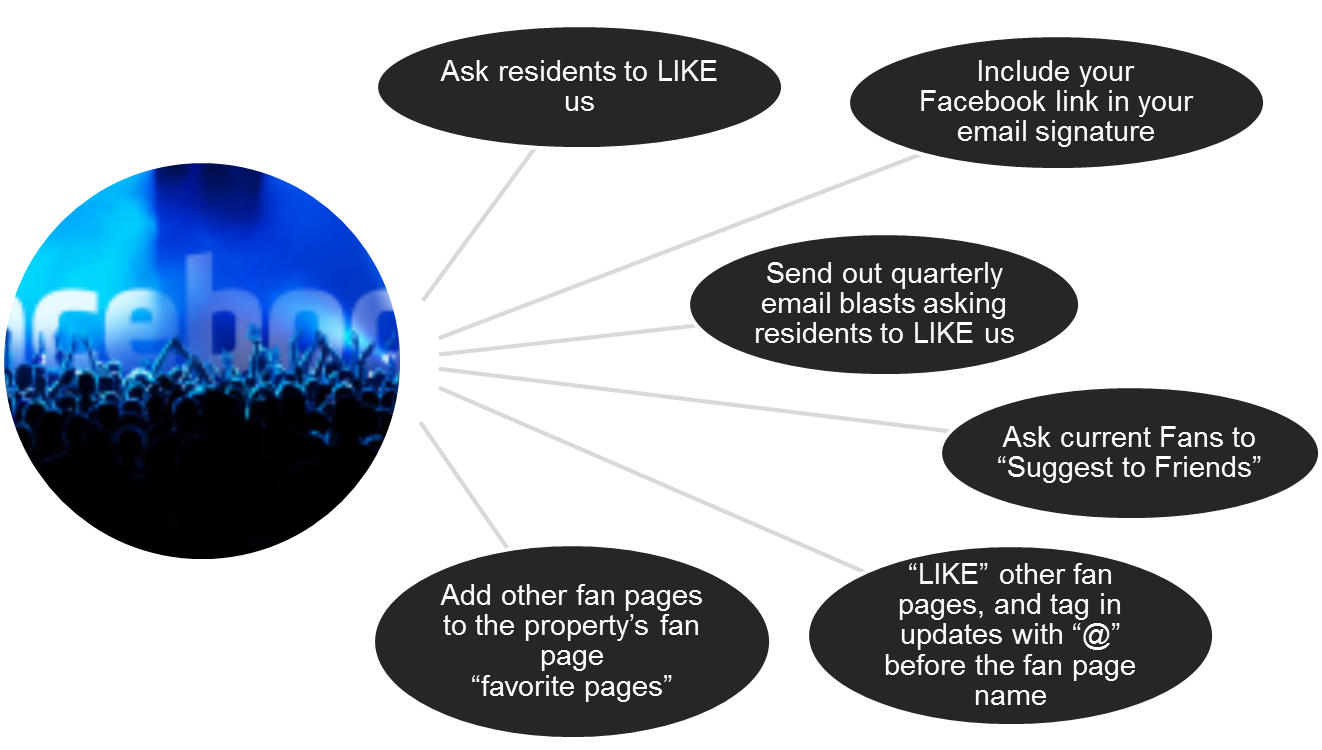 Ask residents to LIKE
us
Include your
Facebook link in your
email signature
facebook
Send out quarterly
email blasts asking
residents to LIKE us
Ask current Fans to
“Suggest to Friends”
Add other fan pages
to the property’s fan
page
“favorite pages”
“LIKE” other fan
pages, and tag in
updates with “@”
before the fan page
name